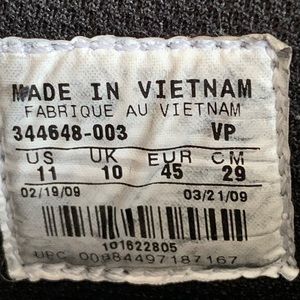 MADE IN VIETNAM
FABRIQUE AU VIETNAM
344648-003 VP
US UK EUR CM
11 10 45 29
02/19/09 03/21/09
101622805
UPC 00884497187167